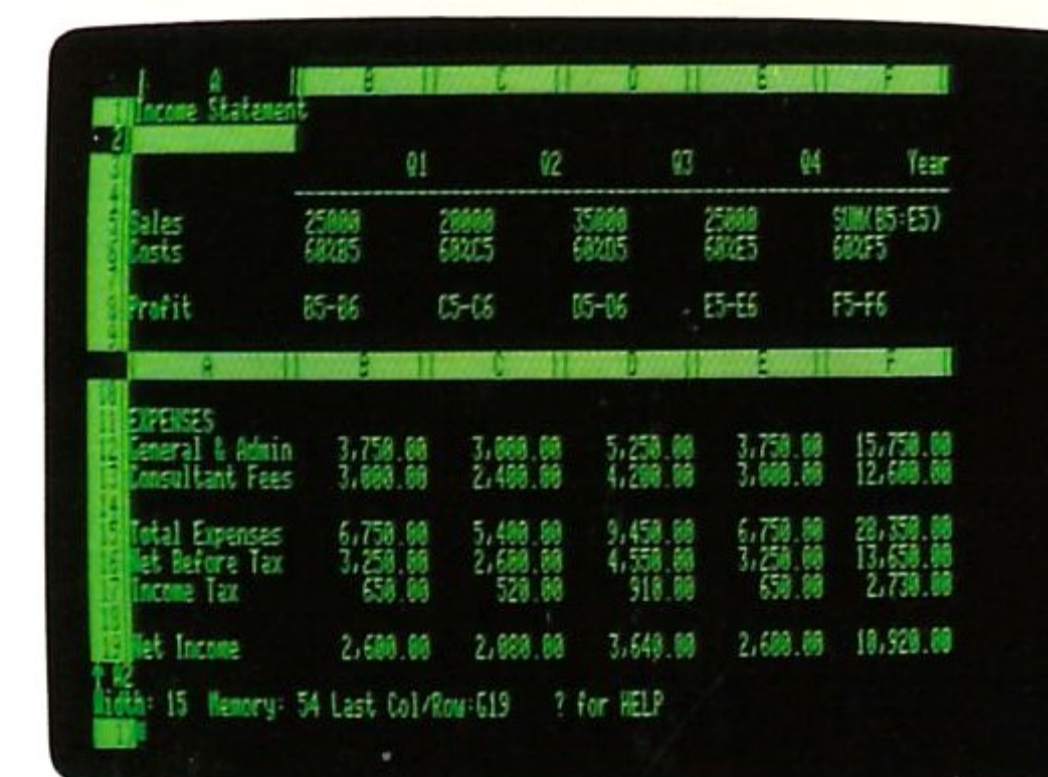 A B C D E F
1 Income Statement
2
Q1 Q2 Q3 Q4 Year
Sales 25000 20000 35000 25000 SUM(B5:E5)
Costs 60%B5 60%C5 60%D5 60%E5 60%F5
Profit B5-B6 C5-C6 D5-D6 E5-E6 F5-F6
A B C D E F
EXPENSES
General & Admin 3,750.00 3,000.00 5,250.00 3,750.00 15,750.00
Consultant Fees 3,000.00 2,400.00 4,200.00 3,000.00 12,600.00
Total Expenses 6,750.00 5,400.00 9,450.00 6,750.00 28,350.00
Net Before Tax 3,250.00 2,600.00 4,550.00 3,250.00 13,650.00
Income Tax 650.00 520.00 910.00 650.00 2,730.00
Net Income 2,600.00 2,080.00 3,640.00 2,600.00 10,920.00
A2
Width: 15 Memory: 54 Last Col/Row:G19 ? for HELP
1